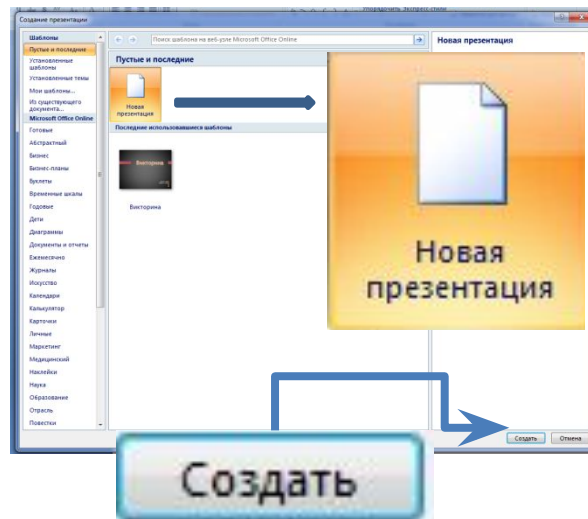 Упорядочить Экспресс-стили
Создание презентации
Шаблоны
Пустые и последние
Установленные
шаблоны
Установленные темы
Мои шаблоны...
Из существующего
документа...
Microsoft Office Online
Готовые
Абстрактный
Бизнес
Бизнес-планы
Буклеты
Временные шкалы
Годовые
Дети
Диаграммы
Документы и отчеты
Ежемесячно
Журналы
Искусство
Календари
Калькулятор
Карточки
Личные
Маркетинг
Медицинский
Наклейки
Наука
Образование
Отрасль
Повестки
Поиск шаблона на веб-узле Microsoft Office Online
Пустые и последние
Новая
презентация
Последние использовавшиеся шаблоны
Викторина
Викторина
Новая презентация
Новая
презентация
Создать
Отмена
Создать